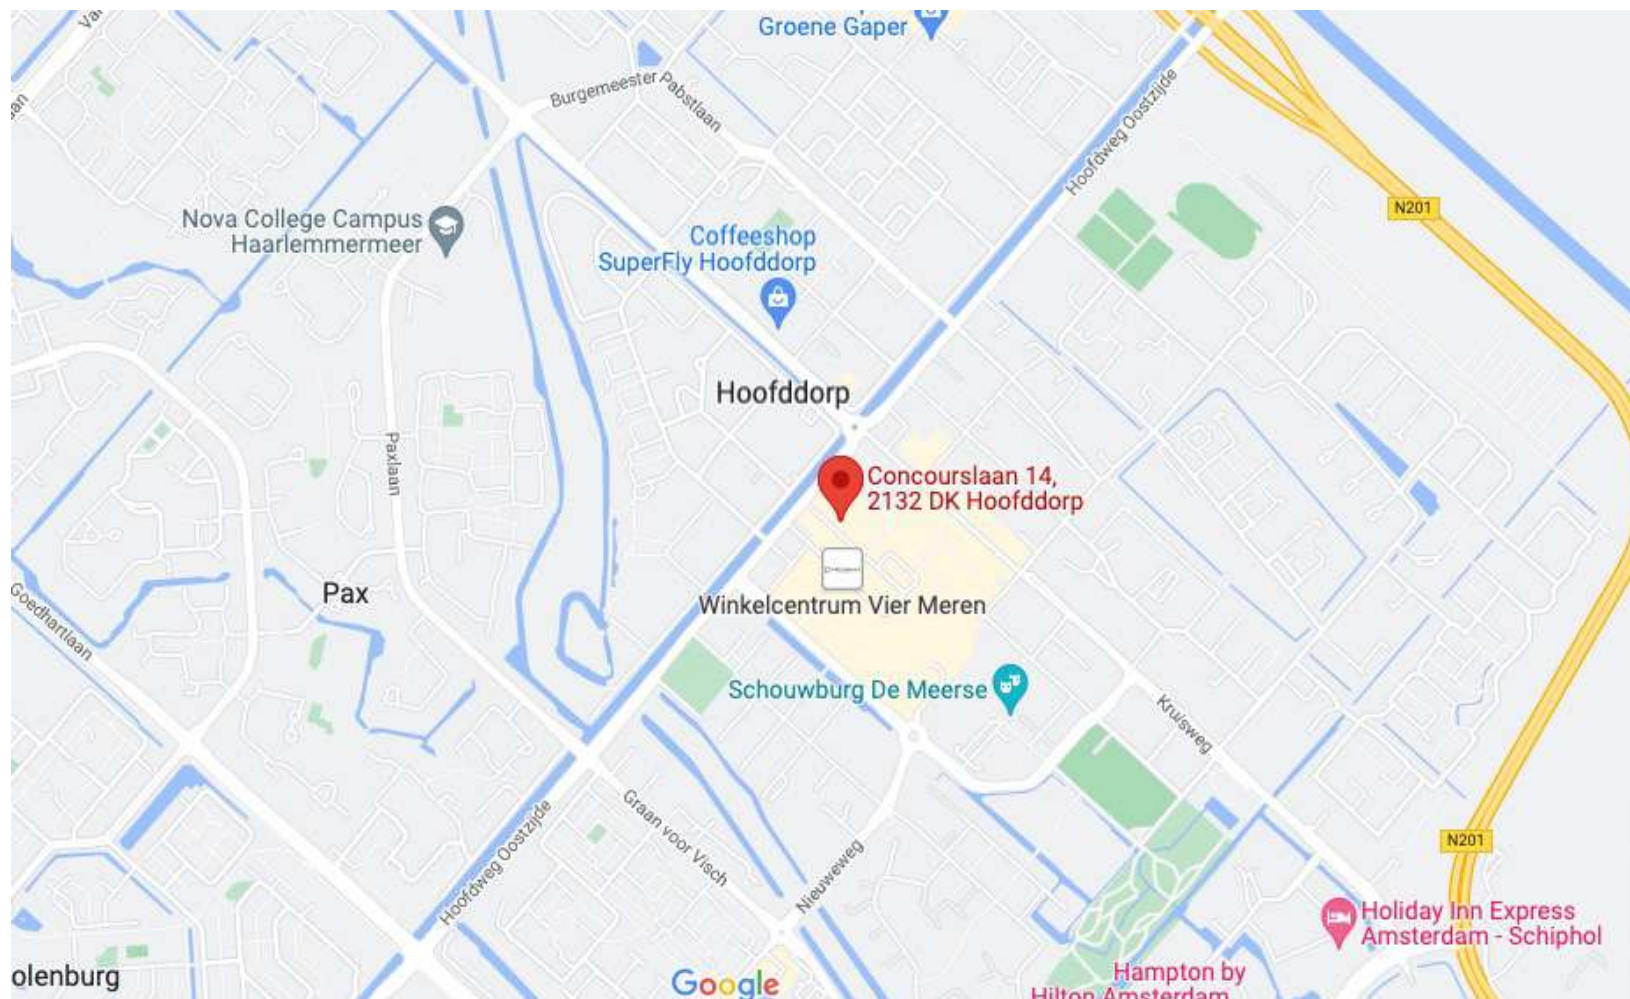 Groene Gaper
Burgemeester Pabstlaan
Hoofdweg Oostzijde
N201
Nova College Campus
Haarlemmermeer
Coffeeshop
SuperFly Hoofddorp
Hoofddorp
Paxlaan
Concourslaan 14,
2132 DK Hoofddorp
Pax
Winkelcentrum Vier Meren
Goedhartlaan
Schouwburg De Meerse
Kruisweg
Graan voor Visch
Hoofdweg Oostzijde
Nieuweweg
N201
Holiday Inn Express
Amsterdam - Schiphol
olenburg
Google
Hampton by
Hilton Amsterdam